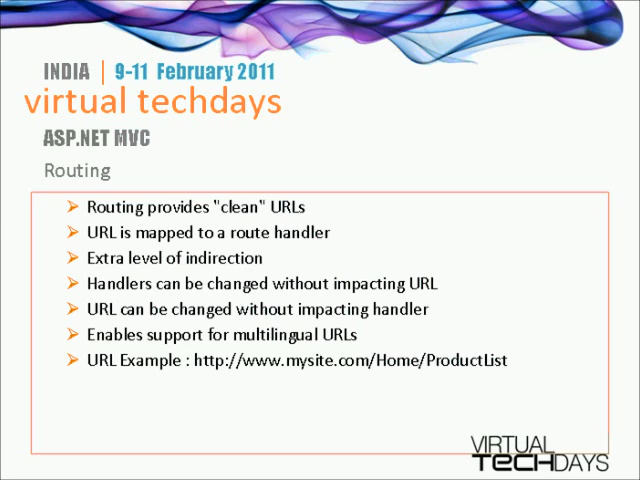 INDIA | 9-11 February 2011
virtual techdays
ASP.NET MVC
Routing
Routing provides "clean" URLs
URL is mapped to a route handler
Extra level of indirection
Handlers can be changed without impacting URL
URL can be changed without impacting handler
Enables support for multilingual URLs
URL Example : http://www.mysite.com/Home/ProductList
VIRTUAL
TECHDAYS